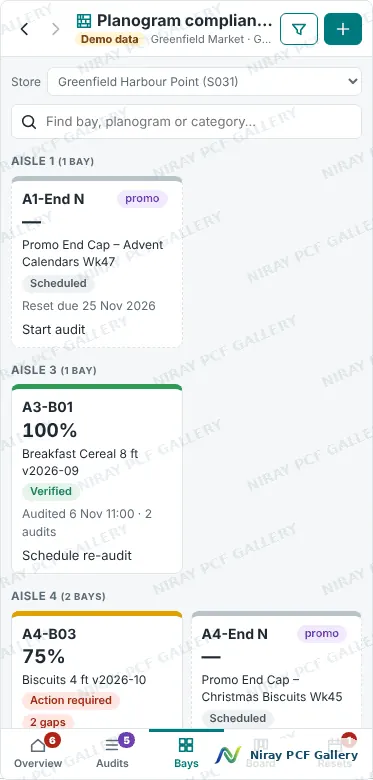 Planogram complian...
Demo data Greenfield Market · G...
Store Greenfield Harbour Point (S031)
Find bay, planogram or category...
AISLE 1 (1 BAY)
A1-End N promo
—
Promo End Cap – Advent
Calendars Wk47
Scheduled
Reset due 25 Nov 2026
Start audit
AISLE 3 (1 BAY)
A3-B01
100%
Breakfast Cereal 8 ft
v2026-09
Verified
Audited 6 Nov 11:00 · 2
audits
Schedule re-audit
AISLE 4 (2 BAYS)
A4-B03
75%
Biscuits 4 ft v2026-10
Action required
2 gaps
A4-End N promo
—
Promo End Cap –
Christmas Biscuits Wk45
Scheduled
6 5
Overview Audits Bays Board Resets
Niray PCF Gallery
NIRAY PCF GALLERY